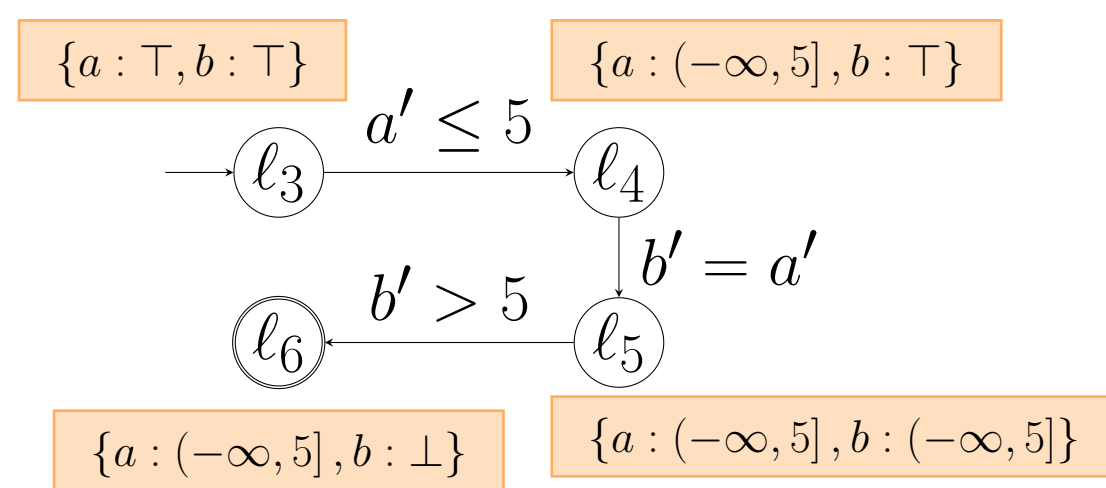 {a : ⊤, b : ⊤}
{a : (−∞, 5] , b : ⊤}
a′ ≤ 5
ℓ3
ℓ4
b′ = a′
b′ > 5
ℓ6
ℓ5
{a : (−∞, 5] , b : ⊥}
{a : (−∞, 5] , b : (−∞, 5]}